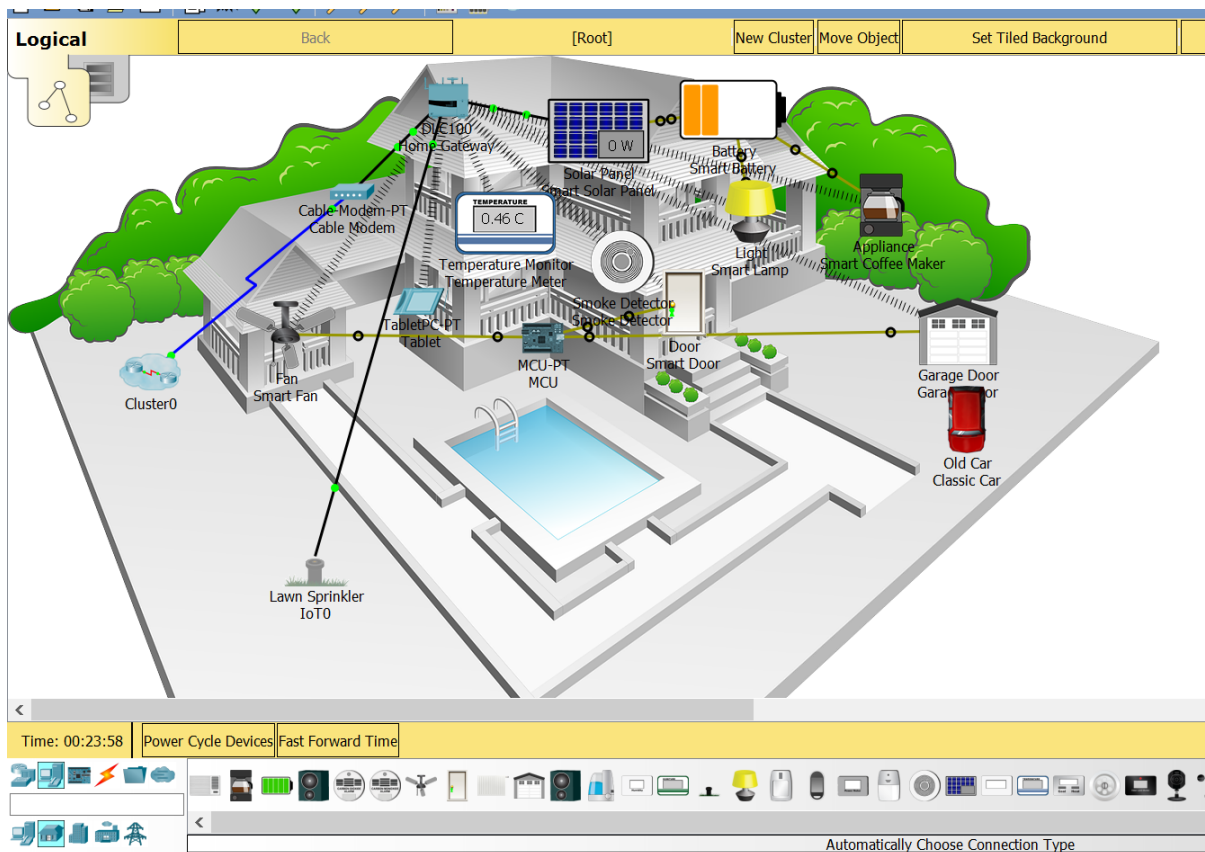 Logical
Back
[Root]
New Cluster
Move Object
Set Tiled Background
DLC100
Home Gateway
0 W
Solar Panel
Smart Solar Panel
Battery
Smart Battery
Cable-Modem-PT
Cable Modem
TEMPERATURE
0.46 C
Temperature Monitor
Temperature Meter
Light
Smart Lamp
Appliance
Smart Coffee Maker
Smoke Detector
Smoke Detector
TabletPC-PT
Tablet
Door
Smart Door
MCU-PT
MCU
Fan
Smart Fan
Cluster0
Garage Door
Garage Door
Old Car
Classic Car
Lawn Sprinkler
IoT0
Time: 00:23:58
Power Cycle Devices
Fast Forward Time
Automatically Choose Connection Type